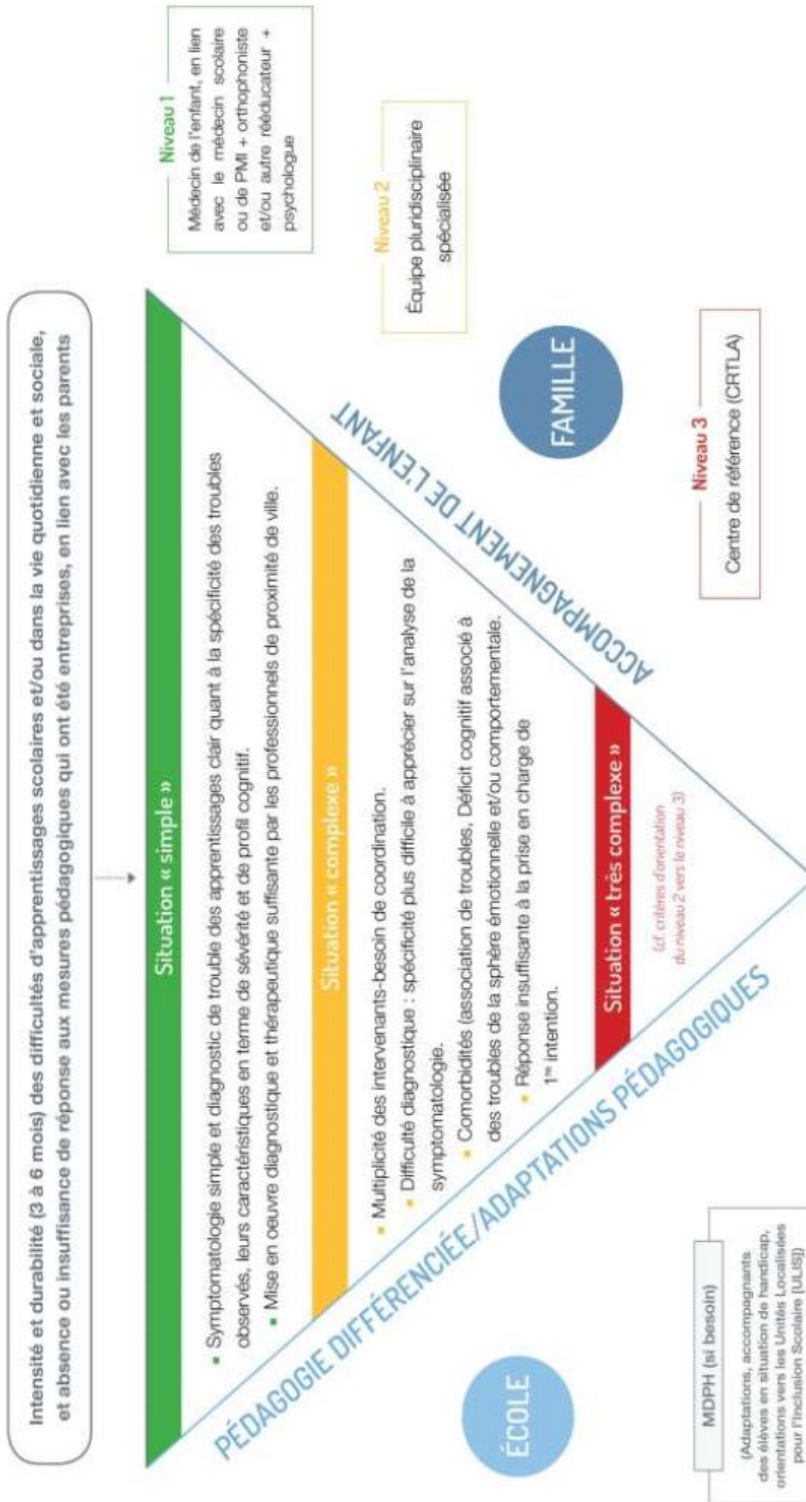 Intensité et durabilité (3 à 6 mois) des difficultés d'apprentissages scolaires et/ou dans la vie quotidienne et sociale,
et absence ou insuffisance de réponse aux mesures pédagogiques qui ont été entreprises, en lien avec les parents
Situation « simple »
▪ Symptomatologie simple et diagnostic de trouble des apprentissages clair quant à la spécificité des troubles
observés, leurs caractéristiques en terme de sévérité et de profil cognitif.
▪ Mise en oeuvre diagnostique et thérapeutique suffisante par les professionnels de proximité de ville.
Situation « complexe »
▪ Multiplicité des intervenants-besoin de coordination.
▪ Difficulté diagnostique : spécificité plus difficile à apprécier sur l'analyse de la
symptomatologie.
▪ Comorbidités (association de troubles, Déficit cognitif associé à
des troubles de la sphère émotionnelle et/ou comportementale.
▪ Réponse insuffisante à la prise en charge de
1re intention.
Situation « très complexe »
(cf. critères d'orientation
du niveau 2 vers le niveau 3)
PÉDAGOGIE DIFFÉRENCIÉE/ADAPTATIONS PÉDAGOGIQUES
ACCOMPAGNEMENT DE L'ENFANT
ÉCOLE
FAMILLE
Niveau 1
Médecin de l'enfant, en lien
avec le médecin scolaire
ou de PMI + orthophoniste
et/ou autre rééducateur +
psychologue
Niveau 2
Équipe pluridisciplinaire
spécialisée
Niveau 3
Centre de référence (CRTLA)
MDPH (si besoin)
(Adaptations, accompagnants
des élèves en situation de handicap,
orientations vers les Unités Localisées
pour l'Inclusion Scolaire [ULIS])